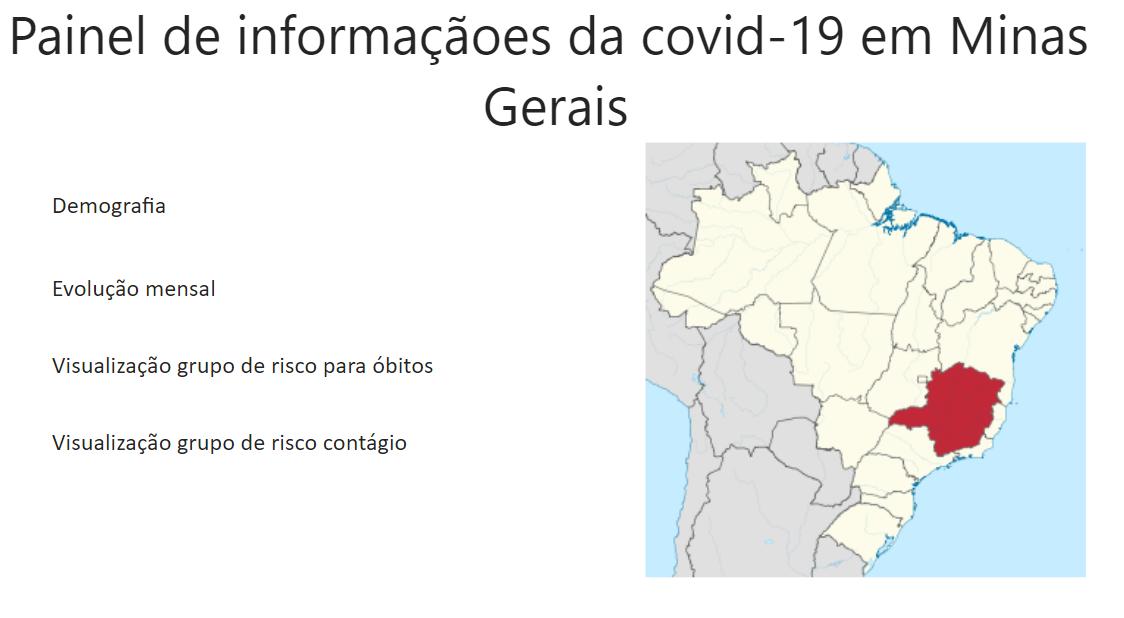 Painel de informaçãoes da covid-19 em Minas
Gerais
Demografia
Evolução mensal
Visualização grupo de risco para óbitos
Visualização grupo de risco contágio